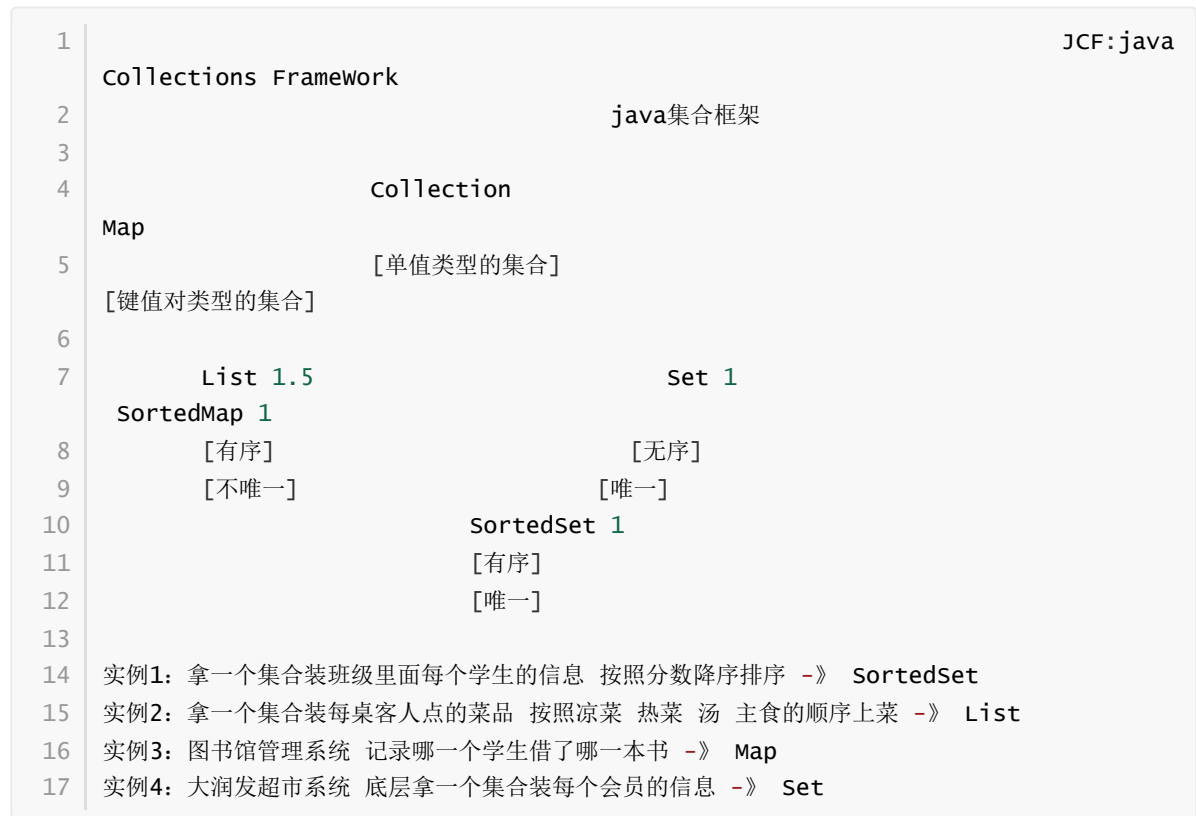 1 JCF:java
Collections FrameWork
2 java集合框架
3
4 Collection
Map
5 [单值类型的集合]
[键值对类型的集合]
6
7 List 1.5 Set 1
SortedMap 1
8 [有序] [无序]
9 [不唯一] [唯一]
10 SortedSet 1
11 [有序]
12 [唯一]
13
14 实例1：拿一个集合装班级里面每个学生的信息 按照分数降序排序 -》 SortedSet
15 实例2：拿一个集合装每桌客人点的菜品 按照凉菜 热菜 汤 主食的顺序上菜 -》 List
16 实例3：图书馆管理系统 记录哪一个学生借了哪一本书 -》 Map
17 实例4：大润发超市系统 底层拿一个集合装每个会员的信息 -》 Set